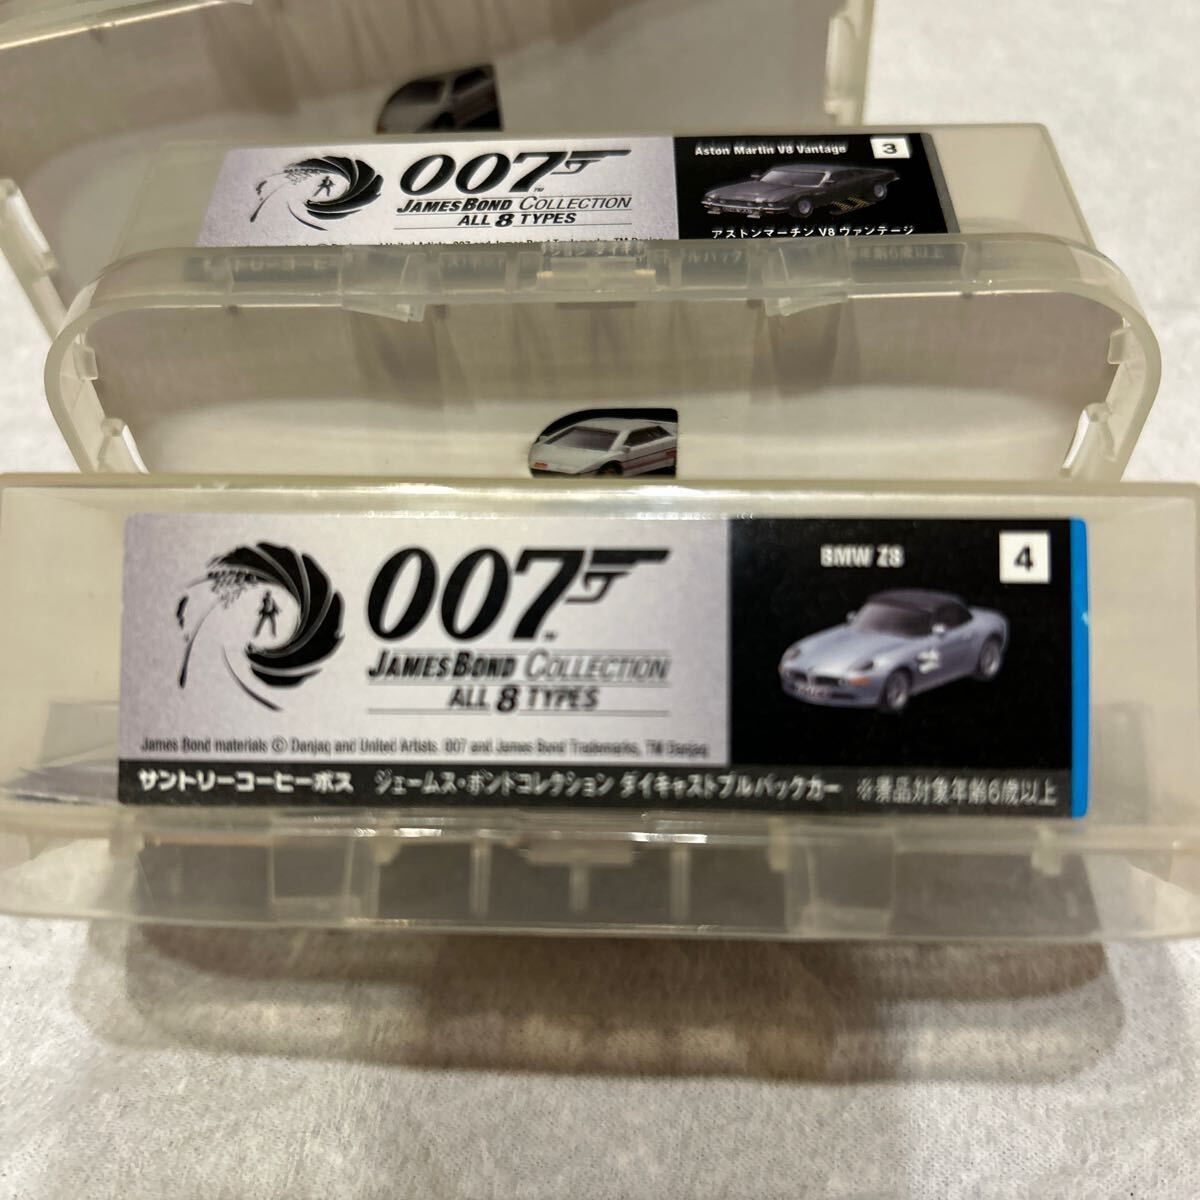 007™
JAMES BOND COLLECTION
ALL 8 TYPES
Aston Martin V8 Vantage
3
アストンマーチン V8 ヴァンテージ
007™
JAMES BOND COLLECTION
ALL 8 TYPES
BMW Z8
4
James Bond materials © Danjaq and United Artists. 007 and James Bond Trademarks, TM Danjaq
サントリーコーヒーボス ジェームス・ボンドコレクション ダイキャストプルバックカー ※景品対象年齢6歳以上